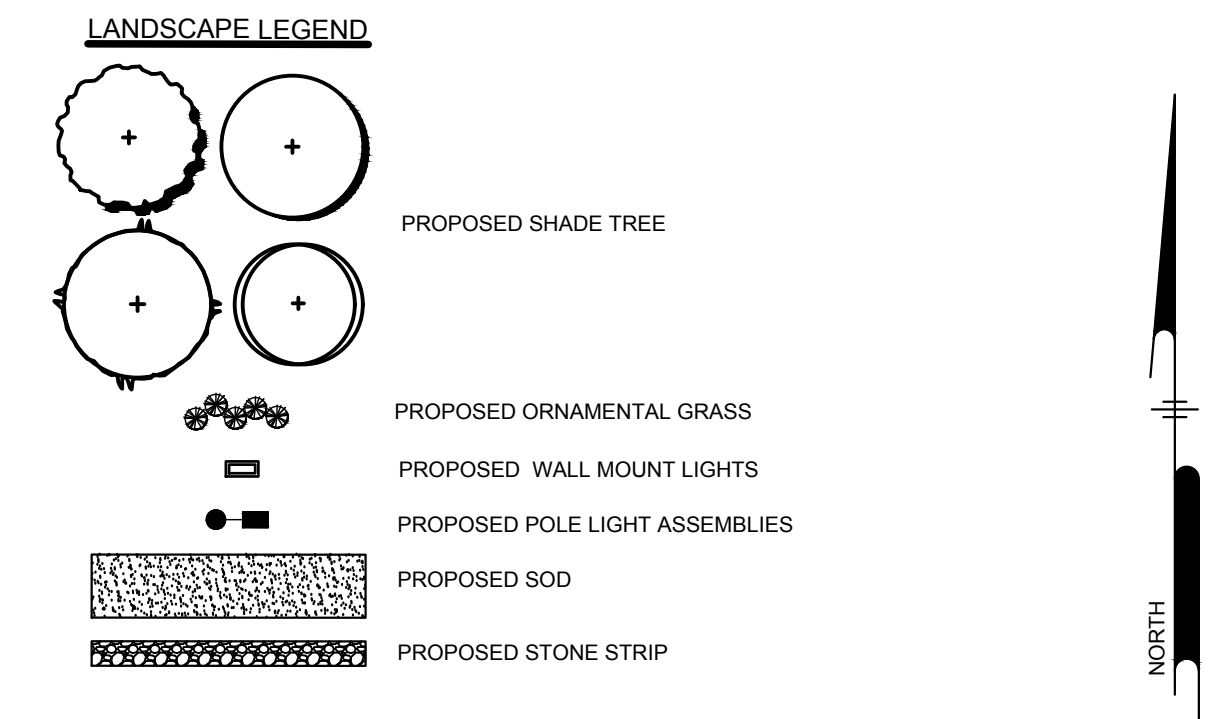 LANDSCAPE LEGEND
PROPOSED SHADE TREE
PROPOSED ORNAMENTAL GRASS
PROPOSED WALL MOUNT LIGHTS
PROPOSED POLE LIGHT ASSEMBLIES
PROPOSED SOD
PROPOSED STONE STRIP
NORTH